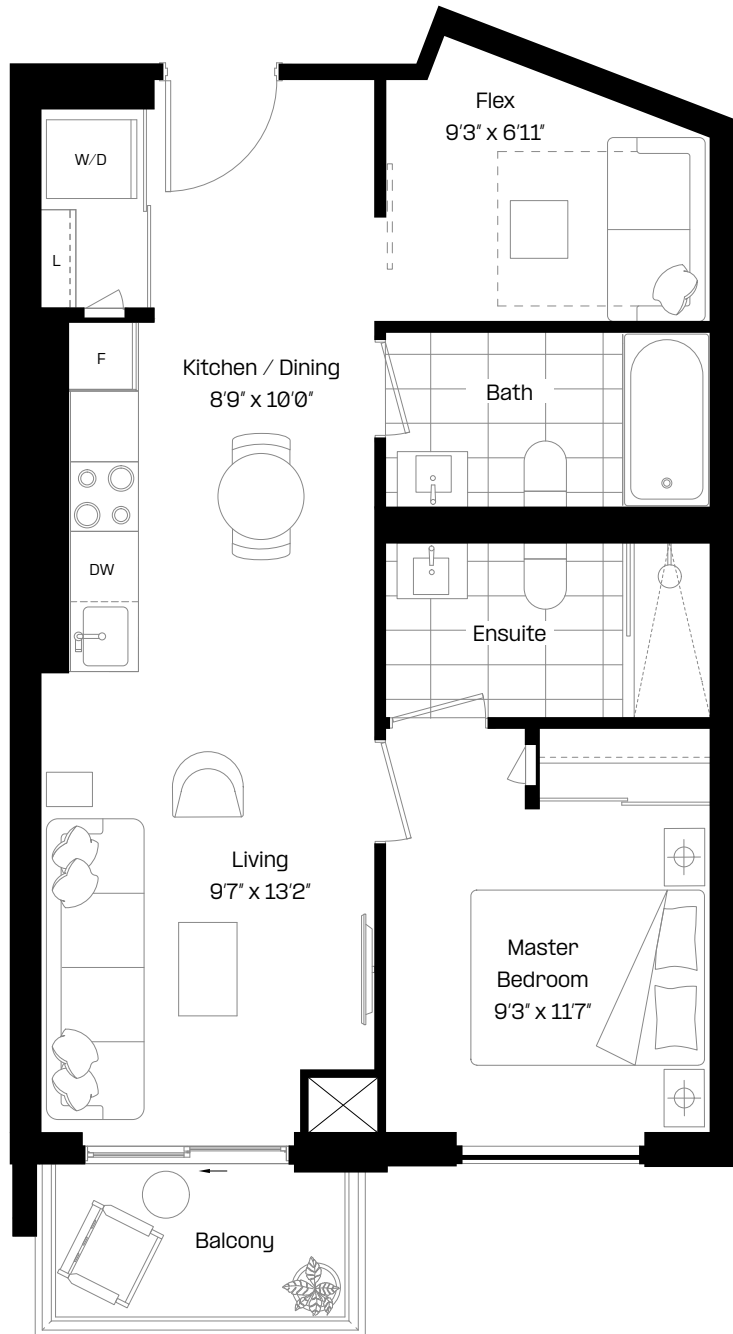 Flex
9'3" x 6'11"
W/D
L
F
Kitchen / Dining
8'9" x 10'0"
Bath
DW
Ensuite
Living
9'7" x 13'2"
Master
Bedroom
9'3" x 11'7"
Balcony